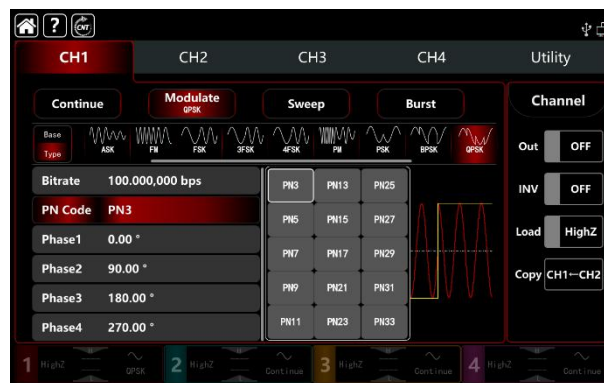 ? CNT
CH1 CH2 CH3 CH4 Utility
Continue Modulate Sweep Burst Channel
QPSK
Base
Type ASK FM FSK 3FSK 4FSK PM PSK BPSK QPSK
Out OFF
Bitrate 100.000,000 bps PN3 PN13 PN25
INV OFF
PN Code PN3
PN5 PN15 PN27
Load HighZ
Phase1 0.00 °
PN7 PN17 PN29
Phase2 90.00 °
Copy CH1←CH2
Phase3 180.00 ° PN9 PN21 PN31
Phase4 270.00 ° PN11 PN23 PN33
1 HighZ QPSK 2 HighZ Continue 3 HighZ Continue 4 HighZ Continue